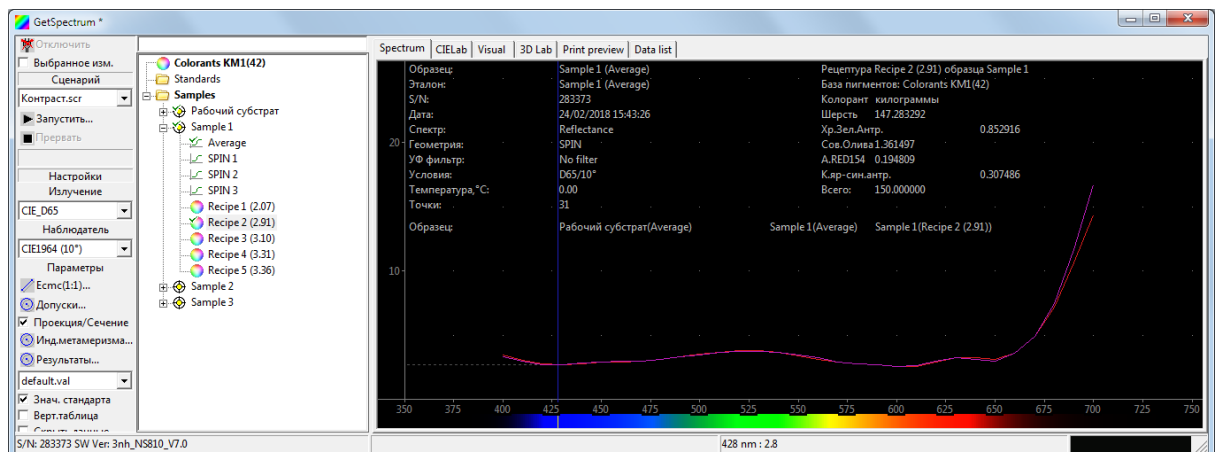 GetSpectrum *
Отключить
Выбранное изм.
Сценарий
Контраст.scr
Запустить...
Прервать
Настройки
Излучение
CIE_D65
Наблюдатель
CIE1964 (10°)
Параметры
Ecmc(1:1)...
Допуски...
Проекция/Сечение
Инд.метамеризма...
Результаты...
default.val
Знач. стандарта
Верт.таблица
Colorants KM1(42)
Standards
Samples
Рабочий субстрат
Sample 1
Average
SPIN 1
SPIN 2
SPIN 3
Recipe 1 (2.07)
Recipe 2 (2.91)
Recipe 3 (3.10)
Recipe 4 (3.31)
Recipe 5 (3.36)
Sample 2
Sample 3
Spectrum CIELab Visual 3D Lab Print preview Data list
Образец: Sample 1 (Average) Рецептура Recipe 2 (2.91) образца Sample 1
Эталон: Sample 1 (Average) База пигментов: Colorants KM1(42)
S/N: 283373 Колорант килограммы
Дата: 24/02/2018 15:43:26 Шерсть 147.283292
Спектр: Reflectance Хр.Зел.Антр. 0.852916
Геометрия: SPIN Сов.Олива 1.361497
УФ фильтр: No filter A.RED154 0.194809
Условия: D65/10° К.яр-син.антр. 0.307486
Температура,°C: 0.00 Всего: 150.000000
Точки: 31
Образец: Рабочий субстрат(Average) Sample 1(Average) Sample 1(Recipe 2 (2.91))
20
10
350 375 400 425 450 475 500 525 550 575 600 625 650 675 700 725 750
S/N: 283373 SW Ver: 3nh_NS810_V7.0
428 nm : 2.8